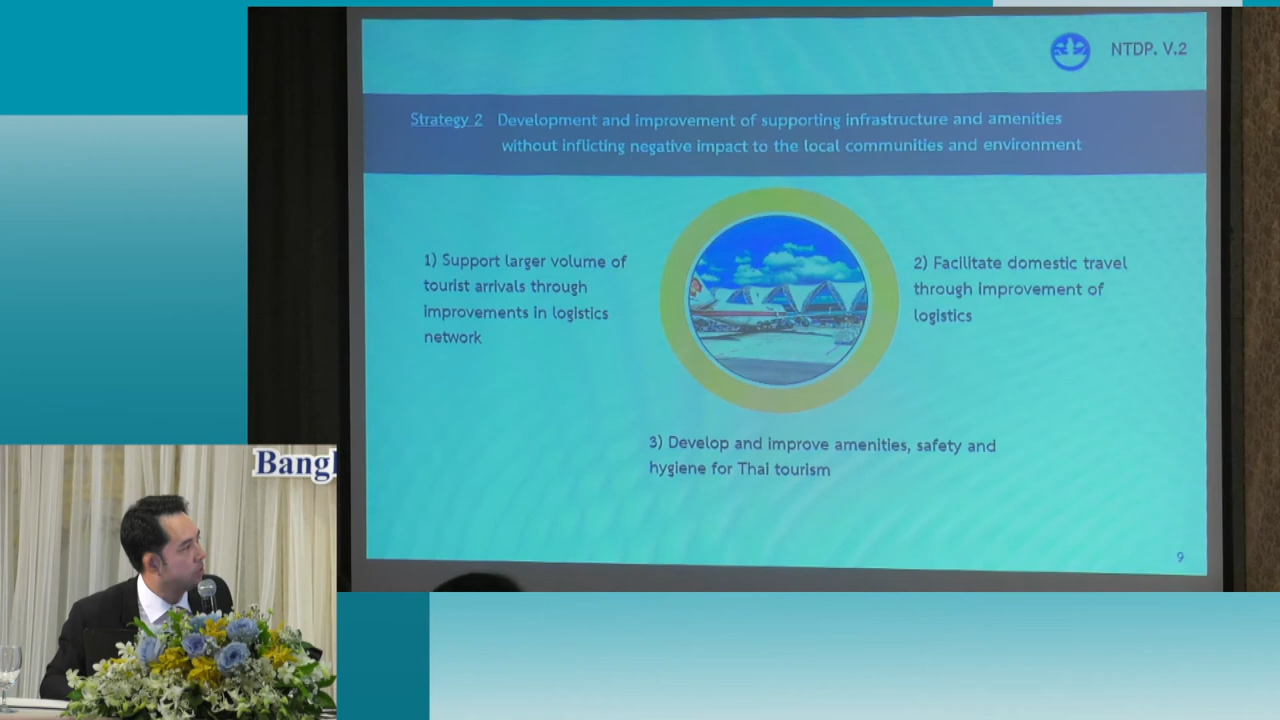 NTDP. V.2
Strategy 2 Development and improvement of supporting infrastructure and amenities
without inflicting negative impact to the local communities and environment
1) Support larger volume of
tourist arrivals through
improvements in logistics
network
2) Facilitate domestic travel
through improvement of
logistics
3) Develop and improve amenities, safety and
hygiene for Thai tourism
9
Bangl